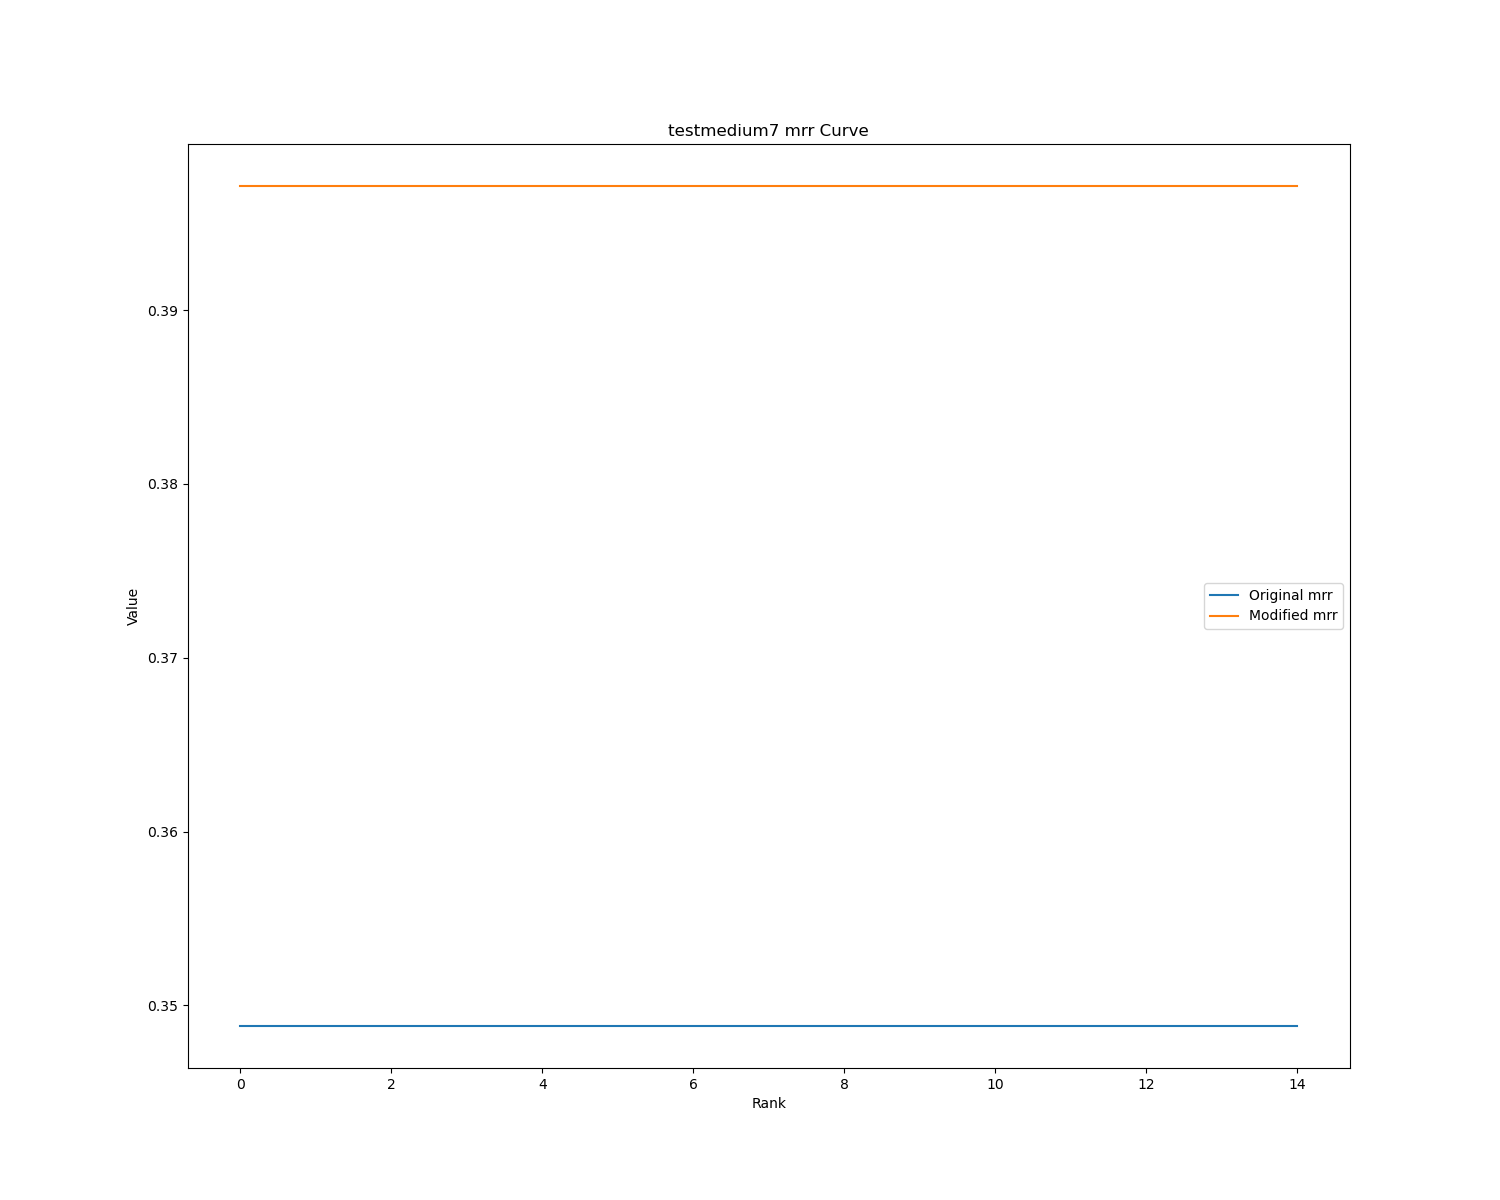 testmedium7 mrr Curve
0.39
0.38
0.37
0.36
0.35
Value
Original mrr
Modified mrr
0 2 4 6 8 10 12 14
Rank